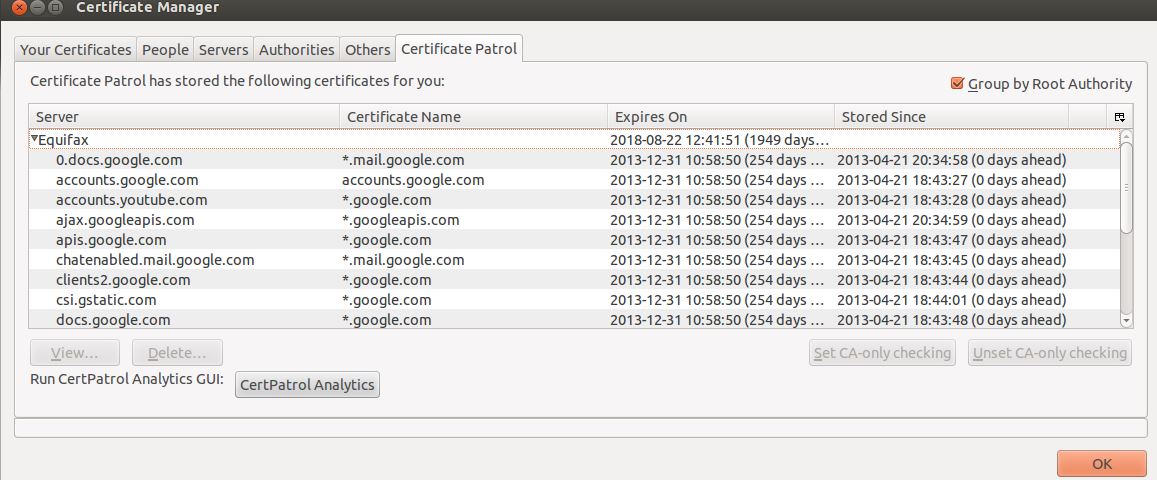 Certificate Manager
Your Certificates People Servers Authorities Others Certificate Patrol
Certificate Patrol has stored the following certificates for you:
Group by Root Authority
Server Certificate Name Expires On Stored Since
Equifax 2018-08-22 12:41:51 (1949 days...
0.docs.google.com *.mail.google.com 2013-12-31 10:58:50 (254 days ... 2013-04-21 20:34:58 (0 days ahead)
accounts.google.com accounts.google.com 2013-12-31 10:58:50 (254 days ... 2013-04-21 18:43:27 (0 days ahead)
accounts.youtube.com *.google.com 2013-12-31 10:58:50 (254 days ... 2013-04-21 18:43:28 (0 days ahead)
ajax.googleapis.com *.googleapis.com 2013-12-31 10:58:50 (254 days ... 2013-04-21 20:34:59 (0 days ahead)
apis.google.com *.google.com 2013-12-31 10:58:50 (254 days ... 2013-04-21 18:43:47 (0 days ahead)
chatenabled.mail.google.com *.mail.google.com 2013-12-31 10:58:50 (254 days ... 2013-04-21 18:43:45 (0 days ahead)
clients2.google.com *.google.com 2013-12-31 10:58:50 (254 days ... 2013-04-21 18:43:44 (0 days ahead)
csi.gstatic.com *.google.com 2013-12-31 10:58:50 (254 days ... 2013-04-21 18:44:01 (0 days ahead)
docs.google.com *.google.com 2013-12-31 10:58:50 (254 days ... 2013-04-21 18:43:48 (0 days ahead)
View... Delete... Set CA-only checking Unset CA-only checking
Run CertPatrol Analytics GUI: CertPatrol Analytics
OK